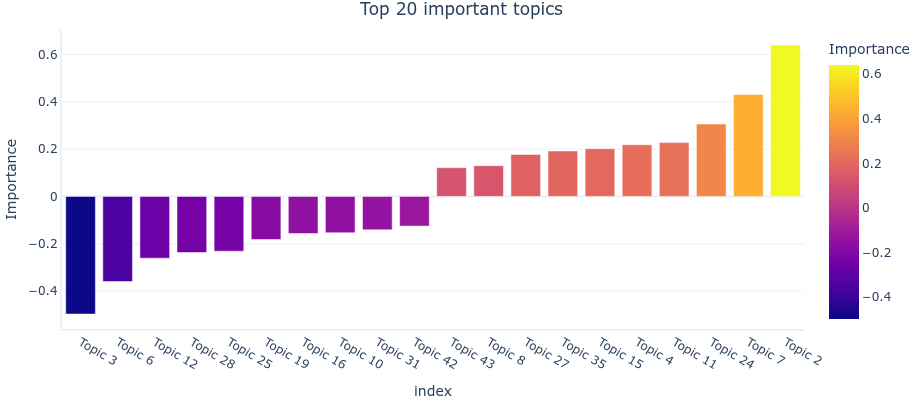 Top 20 important topics
Importance
0.6
0.4
0.2
0
−0.2
−0.4
Topic 3
Topic 6
Topic 12
Topic 28
Topic 25
Topic 19
Topic 16
Topic 10
Topic 31
Topic 42
Topic 43
Topic 8
Topic 27
Topic 35
Topic 15
Topic 4
Topic 11
Topic 24
Topic 7
Topic 2
index
Importance
0.6
0.4
0.2
0
−0.2
−0.4